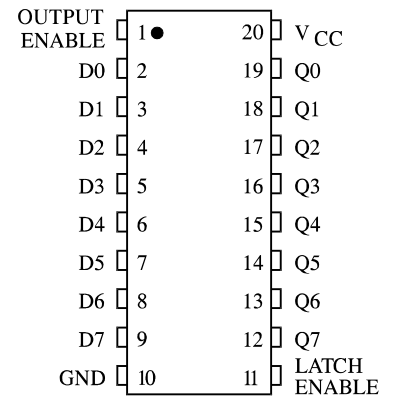 OUTPUT
ENABLE 1 20 V CC
D0 2 19 Q0
D1 3 18 Q1
D2 4 17 Q2
D3 5 16 Q3
D4 6 15 Q4
D5 7 14 Q5
D6 8 13 Q6
D7 9 12 Q7
GND 10 11 LATCH
ENABLE